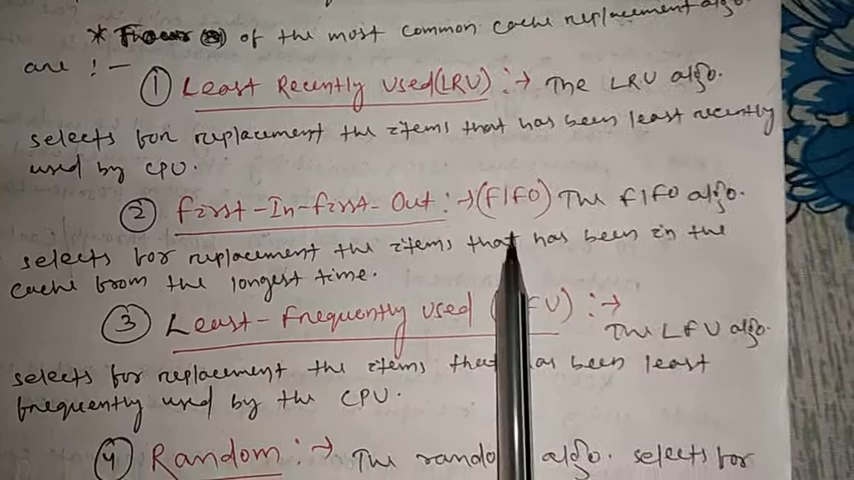 * of the most common cache replacement algo.
are :-
① Least Recently Used (LRU) :→ The LRU algo.
selects for replacement the items that has been least recently
used by CPU.
② First-In-First-Out :→ (FIFO) The FIFO algo.
selects for replacement the items that has been in the
cache from the longest time.
③ Least-Frequently Used ( FU) :→
The LFU algo.
selects for replacement the items that has been least
frequently used by the CPU.
④ Random :→ The random algo. selects for